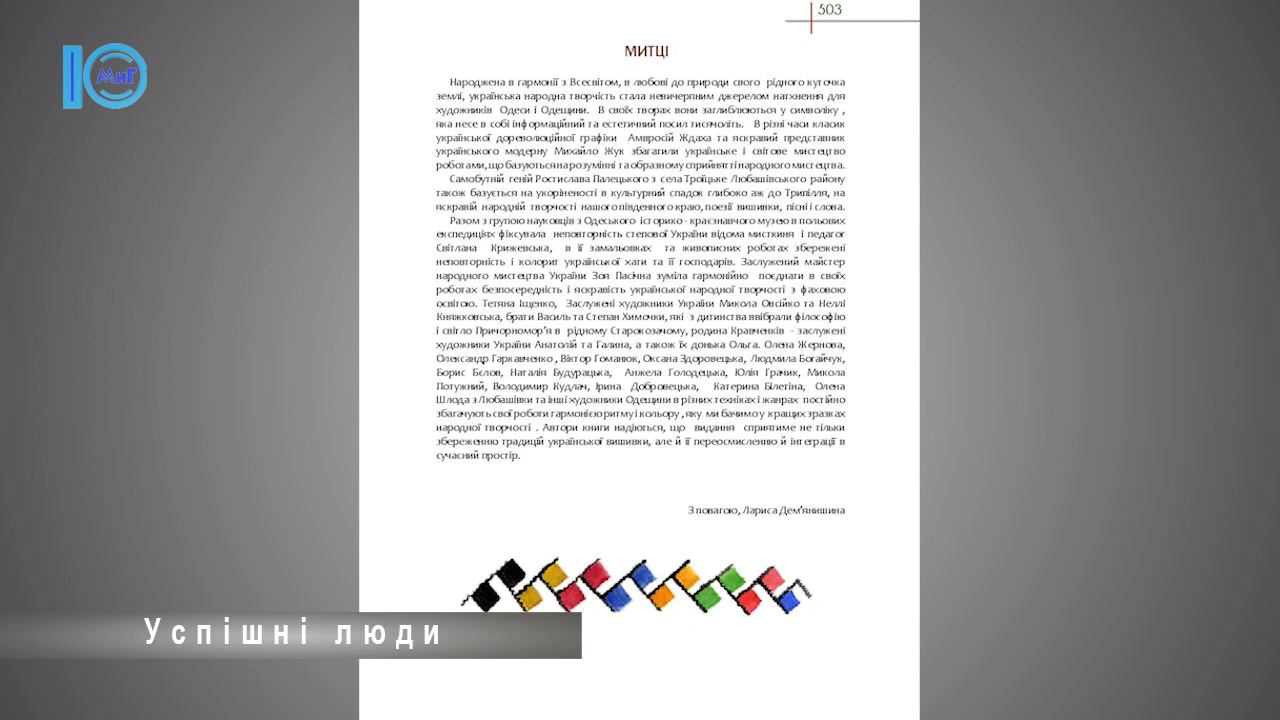 503
МиГ
МИТЦІ
Народжена в гармонії з Всесвітом, в любові до природи свого рідного куточка
землі, українська народна творчість стала невичерпним джерелом натхнення для
художників Одеси і Одещини. В своїх творах вони заглиблюються у символіку ,
яка несе в собі інформаційний та естетичний посил тисячоліть. В різні часи класик
української дореволюційної графіки Амвросій Ждаха та яскравий представник
українського модерну Михайло Жук збагатили українське і світове мистецтво
роботами, що базуються на розумінні та образному сприйнятті народного мистецтва.
Самобутній геній Ростислава Палецького з села Троїцьке Любашівського району
також базується на укоріненості в культурний спадок глибоко аж до Трипілля, на
яскравій народній творчості нашого південного краю, поезії вишивки, пісні і слова.
Разом з групою науковців з Одеського історико - краєзнавчого музею в польових
експедиціях фіксувала неповторність степової України відома мисткиня і педагог
Світлана Крижевська, в її замальовках та живописних роботах збережені
неповторність і колорит української хати та її господарів. Заслужений майстер
народного мистецтва України Зоя Пасічна зуміла гармонійно поєднати в своїх
роботах безпосередність і яскравість української народної творчості з фаховою
освітою. Тетяна Іщенко, Заслужені художники України Микола Овсійко та Неллі
Княжковська, брати Василь та Степан Химочки, які з дитинства ввібрали філософію
і світло Причорномор’я в рідному Старокозачому, родина Кравченків - заслужені
художники України Анатолій та Галина, а також їх донька Ольга. Олена Жернова,
Олександр Гаркавченко , Віктор Гоманюк, Оксана Здоровецька, Людмила Богайчук,
Борис Бєлов, Наталія Будурацька, Анжела Голодецька, Юлія Грачик, Микола
Потужний, Володимир Кудлач, Ірина Добровецька, Катерина Білетіна, Олена
Шлода з Любашівки та інші художники Одещини в різних техніках і жанрах постійно
збагачують свої роботи гармонією ритму і кольору , яку ми бачимо у кращих зразках
народної творчості . Автори книги надіються, що видання сприятиме не тільки
збереженню традицій української вишивки, але й її переосмисленню й інтеграції в
сучасний простір.
З повагою, Лариса Дем’янишина
Успішні люди